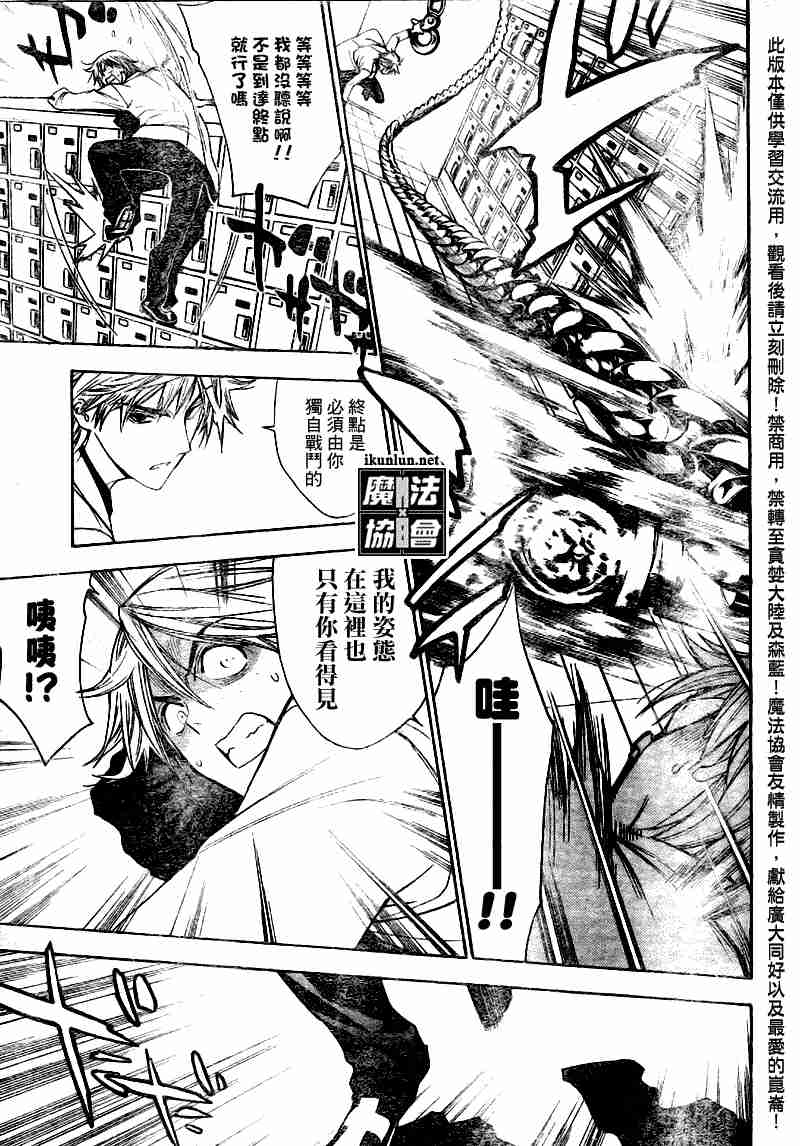 等等等等
我都沒聽說啊!!
不是到達終點
就行了嗎
終點是
必須由你
獨自戰鬥的
ikunlun.net
魔法
協會
哇——!!
我的姿態
在這裡也
只有你看得見
咦咦!?
此版本僅供學習交流用，觀看後請立刻刪除！禁商用，禁轉至貪婪大陸及森藍！魔法協會友情製作，獻給廣大同好以及最愛的崑崙！